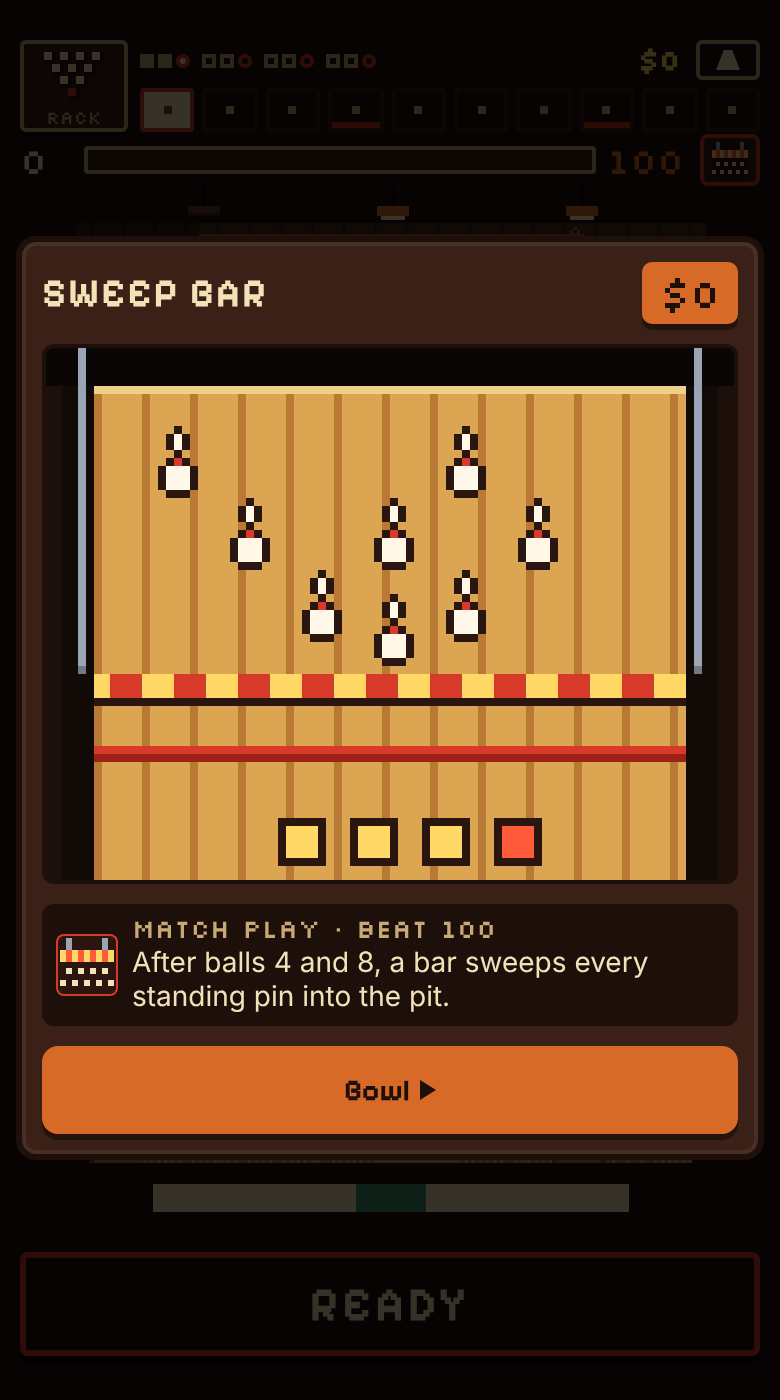 $0
RACK
0
100
SWEEP BAR
$0
MATCH PLAY · BEAT 100
After balls 4 and 8, a bar sweeps every
standing pin into the pit.
Bowl ▶
READY